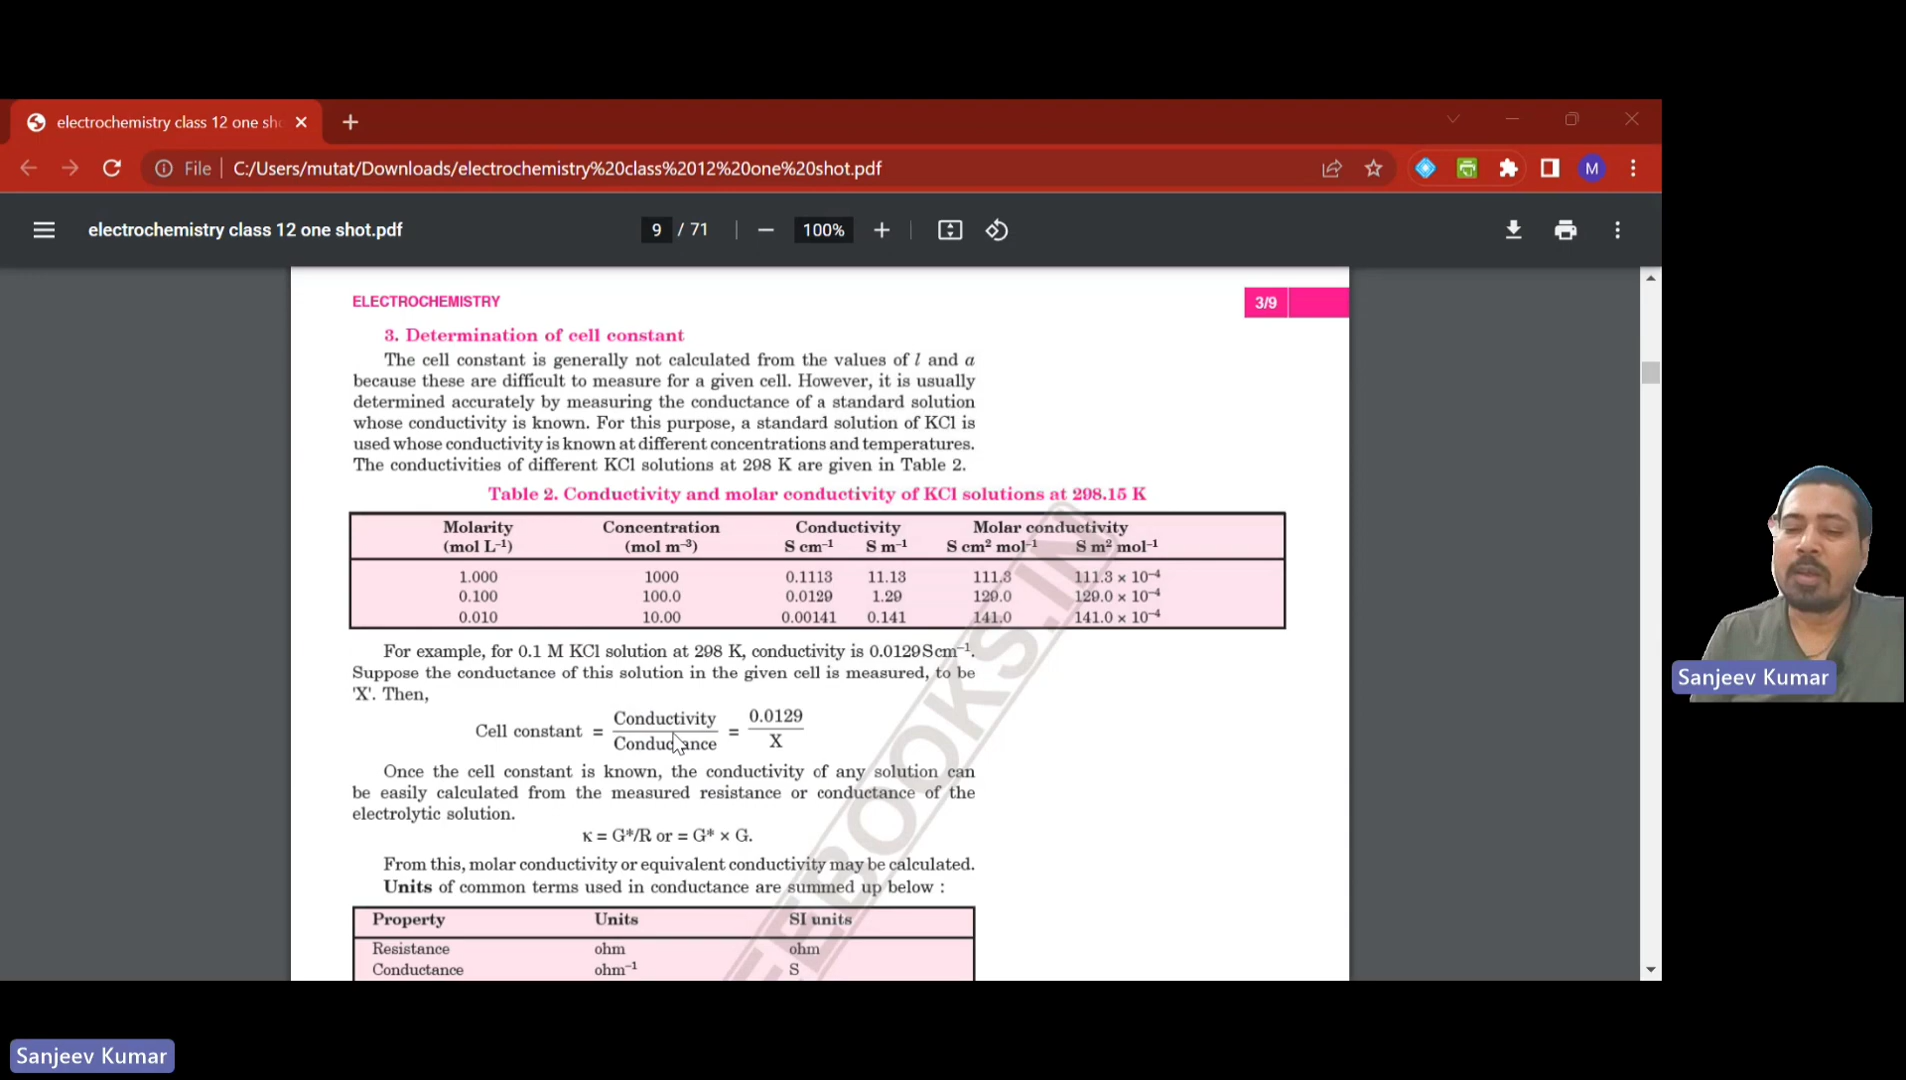 electrochemistry class 12 one sh
File C:/Users/mutat/Downloads/electrochemistry%20class%2012%20one%20shot.pdf
M
electrochemistry class 12 one shot.pdf
9 / 71
100%
ELECTROCHEMISTRY
3/9
3. Determination of cell constant
The cell constant is generally not calculated from the values of l and a
because these are difficult to measure for a given cell. However, it is usually
determined accurately by measuring the conductance of a standard solution
whose conductivity is known. For this purpose, a standard solution of KCl is
used whose conductivity is known at different concentrations and temperatures.
The conductivities of different KCl solutions at 298 K are given in Table 2.
Table 2. Conductivity and molar conductivity of KCl solutions at 298.15 K
Molarity Concentration Conductivity Molar conductivity
(mol L⁻¹) (mol m⁻³) S cm⁻¹ S m⁻¹ S cm² mol⁻¹ S m² mol⁻¹
1.000 1000 0.1113 11.13 111.3 111.3 × 10⁻⁴
0.100 100.0 0.0129 1.29 129.0 129.0 × 10⁻⁴
0.010 10.00 0.00141 0.141 141.0 141.0 × 10⁻⁴
For example, for 0.1 M KCl solution at 298 K, conductivity is 0.0129Scm⁻¹.
Suppose the conductance of this solution in the given cell is measured, to be
'X'. Then,
Cell constant = Conductivity / Conductance = 0.0129 / X
Once the cell constant is known, the conductivity of any solution can
be easily calculated from the measured resistance or conductance of the
electrolytic solution.
κ = G*/R or = G* × G.
From this, molar conductivity or equivalent conductivity may be calculated.
Units of common terms used in conductance are summed up below :
Property Units SI units
Resistance ohm ohm
Conductance ohm⁻¹ S
EEBOOKS.IN
Sanjeev Kumar
Sanjeev Kumar